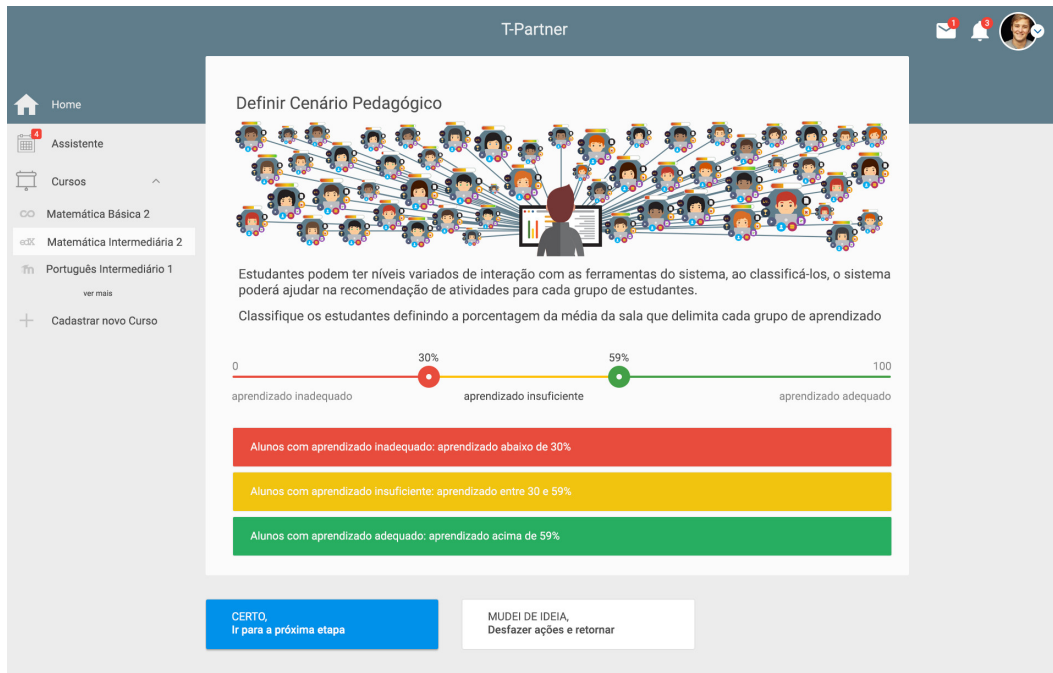 T-Partner
1
3
Home
4
Assistente
Cursos
Matemática Básica 2
edX
Matemática Intermediária 2
fn
Português Intermediário 1
ver mais
Cadastrar novo Curso
Definir Cenário Pedagógico
Estudantes podem ter níveis variados de interação com as ferramentas do sistema, ao classificá-los, o sistema
poderá ajudar na recomendação de atividades para cada grupo de estudantes.
Classifique os estudantes definindo a porcentagem da média da sala que delimita cada grupo de aprendizado
0
30%
59%
100
aprendizado inadequado
aprendizado insuficiente
aprendizado adequado
Alunos com aprendizado inadequado: aprendizado abaixo de 30%
Alunos com aprendizado insuficiente: aprendizado entre 30 e 59%
Alunos com aprendizado adequado: aprendizado acima de 59%
CERTO,
Ir para a próxima etapa
MUDEI DE IDEIA,
Desfazer ações e retornar